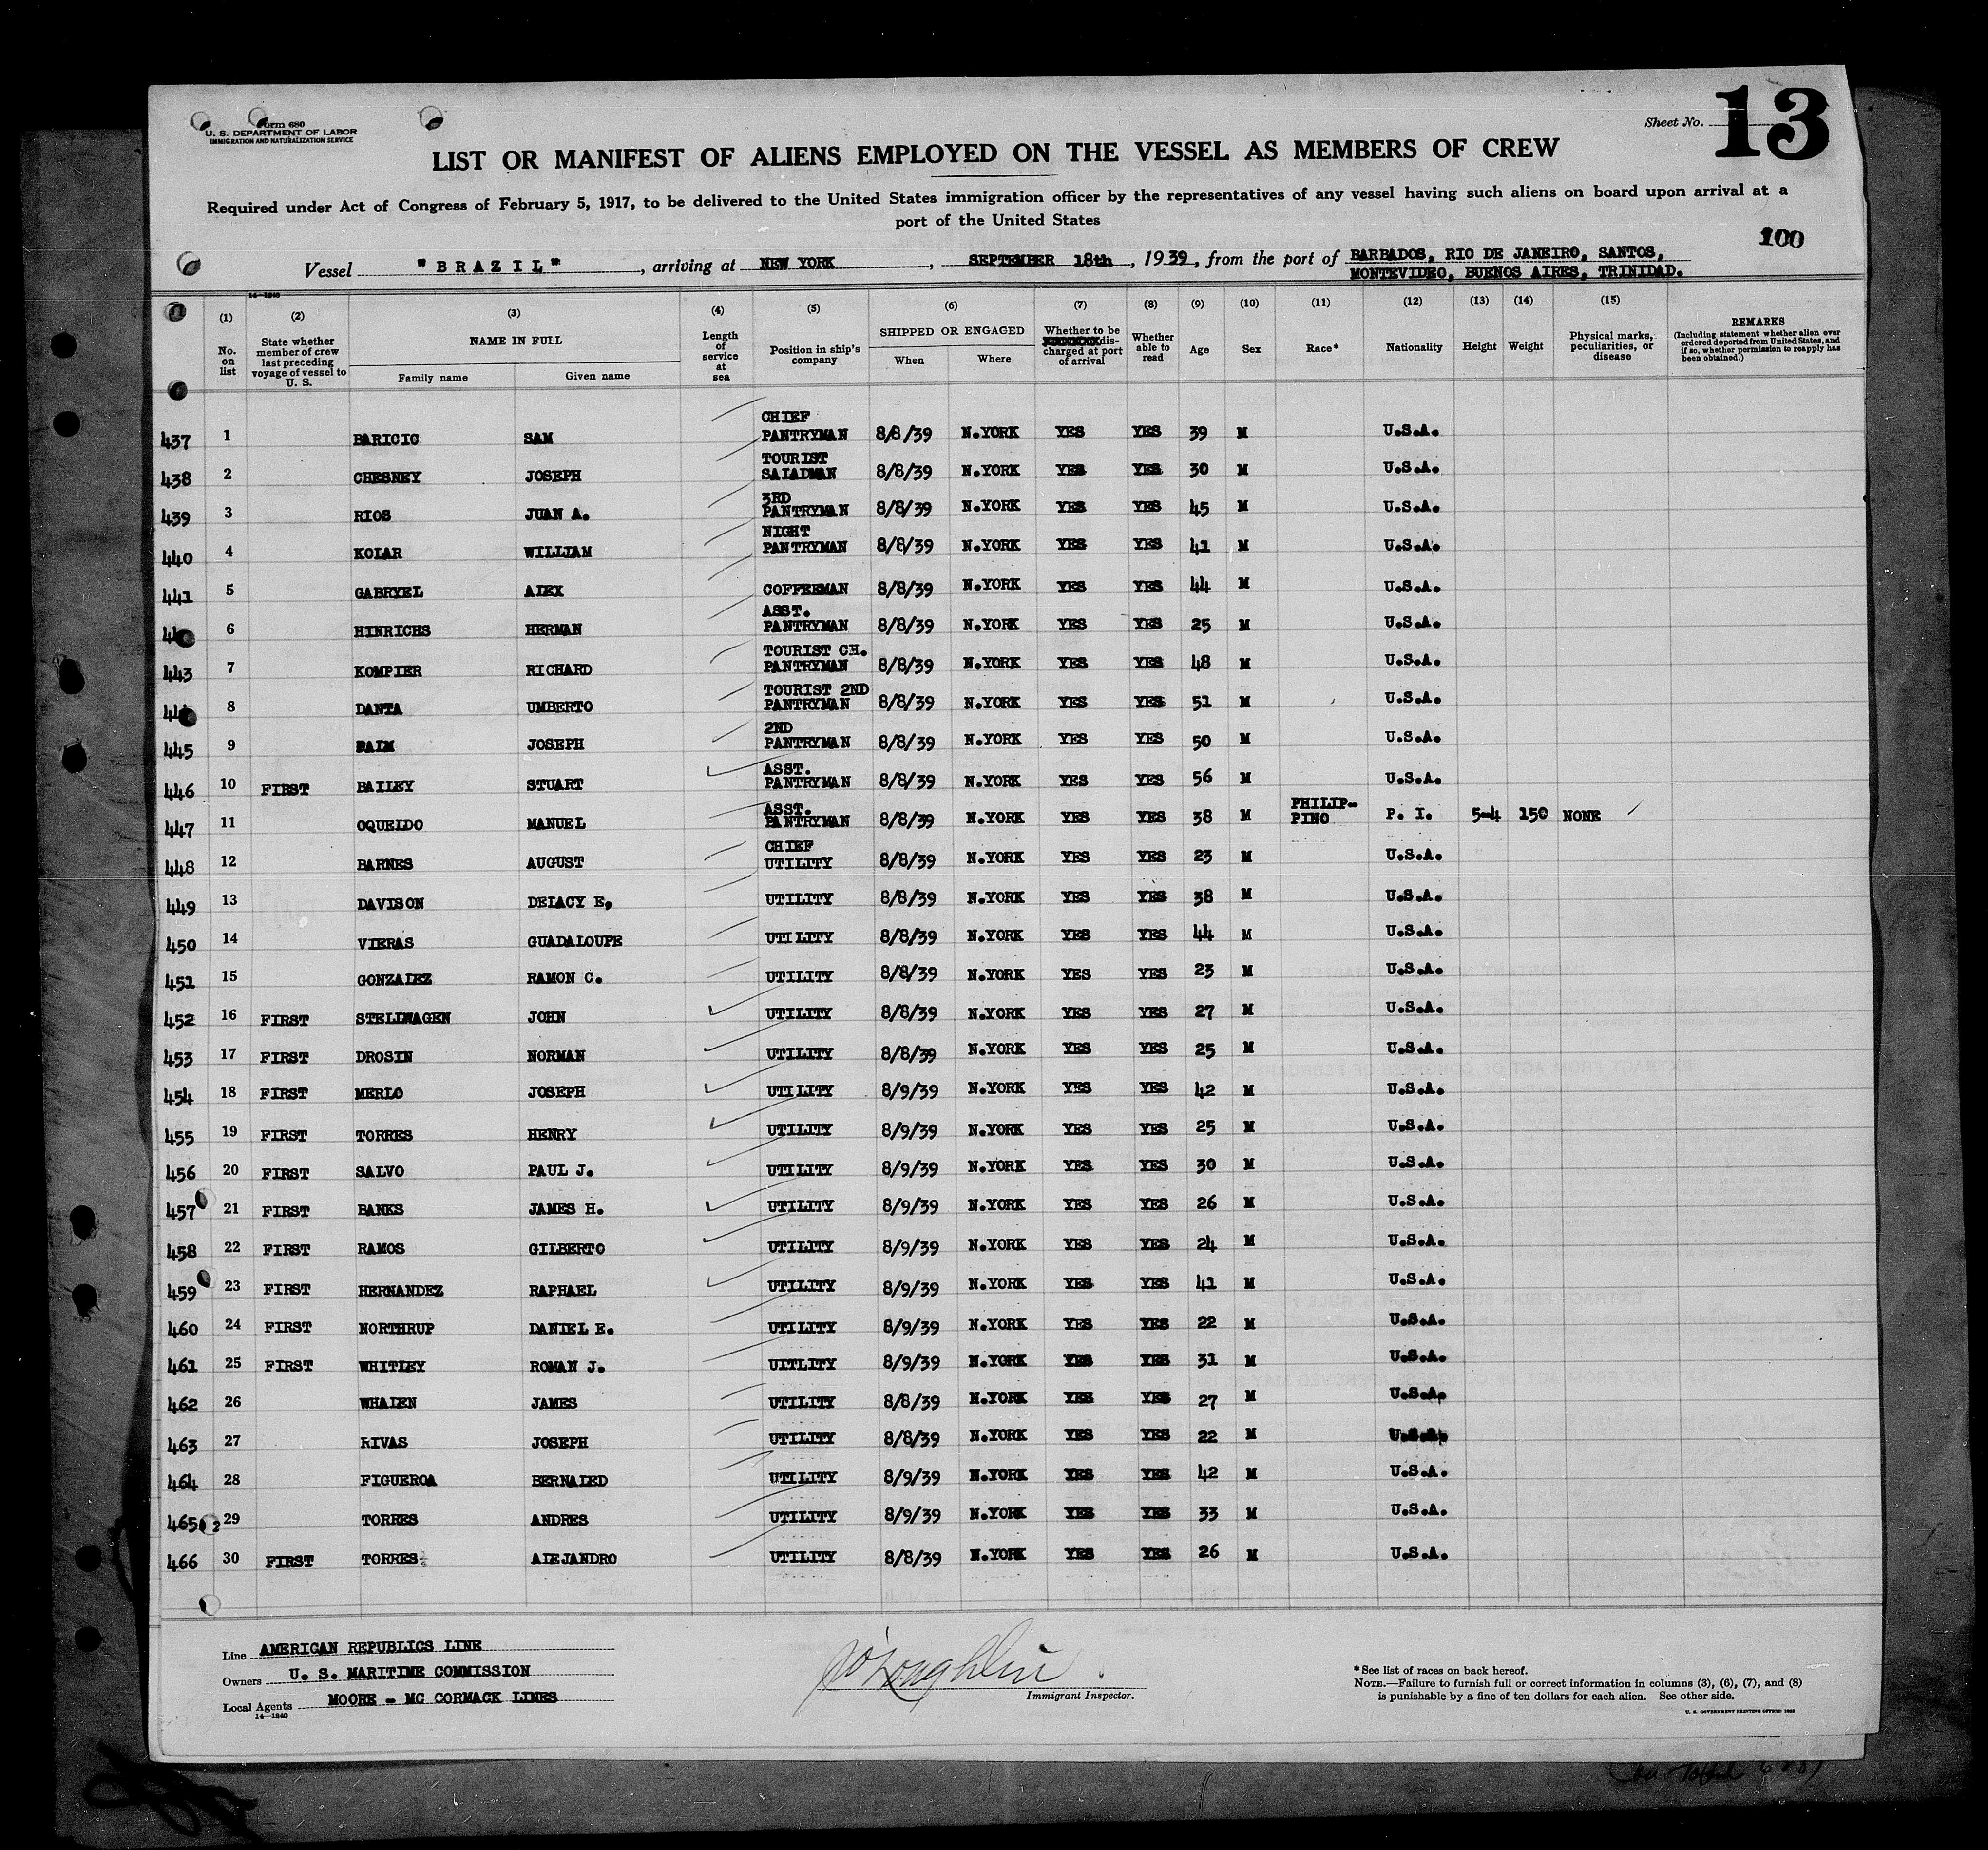 Form 680
U. S. DEPARTMENT OF LABOR
IMMIGRATION AND NATURALIZATION SERVICE
Sheet No. 13
LIST OR MANIFEST OF ALIENS EMPLOYED ON THE VESSEL AS MEMBERS OF CREW
Required under Act of Congress of February 5, 1917, to be delivered to the United States immigration officer by the representatives of any vessel having such aliens on board upon arrival at a
port of the United States
100
Vessel "BRAZIL", arriving at NEW YORK, SEPTEMBER 18th, 1939, from the port of BARBADOS, RIO DE JANEIRO, SANTOS,
MONTEVIDEO, BUENOS AIRES, TRINIDAD.
14—1240
(1) No. on list
(2) State whether member of crew last preceding voyage of vessel to U. S.
(3) NAME IN FULL Family name Given name
(4) Length of service at sea
(5) Position in ship's company
(6) SHIPPED OR ENGAGED When Where
(7) Whether to be discharged at port of arrival
(8) Whether able to read
(9) Age
(10) Sex
(11) Race*
(12) Nationality
(13) Height
(14) Weight
(15) Physical marks, peculiarities, or disease
REMARKS (Including statement whether alien ever ordered deported from United States, and if so, whether permission to reapply has been obtained.)
437 1 BARICIC SAM CHIEF PANTRYMAN 8/8/39 N.YORK YES YES 39 M U.S.A.
438 2 CHESNEY JOSEPH TOURIST SALADMAN 8/8/39 N.YORK YES YES 30 M U.S.A.
439 3 RIOS JUAN A. 3RD PANTRYMAN 8/8/39 N.YORK YES YES 45 M U.S.A.
440 4 KOLAR WILLIAM NIGHT PANTRYMAN 8/8/39 N.YORK YES YES 41 M U.S.A.
441 5 GABRYEL ALEX COFFEEMAN 8/8/39 N.YORK YES YES 44 M U.S.A.
44 6 HINRICHS HERMAN ASST. PANTRYMAN 8/8/39 N.YORK YES YES 25 M U.S.A.
443 7 KOMPIER RICHARD TOURIST CH. PANTRYMAN 8/8/39 N.YORK YES YES 48 M U.S.A.
44 8 DANTA UMBERTO TOURIST 2ND PANTRYMAN 8/8/39 N.YORK YES YES 51 M U.S.A.
445 9 PAIM JOSEPH 2ND PANTRYMAN 8/8/39 N.YORK YES YES 50 M U.S.A.
446 10 FIRST BAILEY STUART ASST. PANTRYMAN 8/8/39 N.YORK YES YES 56 M U.S.A.
447 11 OQUEIDO MANUEL ASST. PANTRYMAN 8/8/39 N.YORK YES YES 38 M PHILIP-PINO P. I. 5-4 150 NONE
448 12 BARNES AUGUST CHIEF UTILITY 8/8/39 N.YORK YES YES 23 M U.S.A.
449 13 DAVISON DELACY E, UTILITY 8/8/39 N.YORK YES YES 38 M U.S.A.
450 14 VIERAS GUADALOUPE UTILITY 8/8/39 N.YORK YES YES 44 M U.S.A.
451 15 GONZALEZ RAMON C. UTILITY 8/8/39 N.YORK YES YES 23 M U.S.A.
452 16 FIRST STELLWAGEN JOHN UTILITY 8/8/39 N.YORK YES YES 27 M U.S.A.
453 17 FIRST DROSIN NORMAN UTILITY 8/8/39 N.YORK YES YES 25 M U.S.A.
454 18 FIRST MERLO JOSEPH UTILITY 8/9/39 N.YORK YES YES 42 M U.S.A.
455 19 FIRST TORRES HENRY UTILITY 8/9/39 N.YORK YES YES 25 M U.S.A.
456 20 FIRST SALVO PAUL J. UTILITY 8/9/39 N.YORK YES YES 30 M U.S.A.
457 21 FIRST BANKS JAMES H. UTILITY 8/9/39 N.YORK YES YES 26 M U.S.A.
458 22 FIRST RAMOS GILBERTO UTILITY 8/9/39 N.YORK YES YES 24 M U.S.A.
459 23 FIRST HERNANDEZ RAPHAEL UTILITY 8/9/39 N.YORK YES YES 41 M U.S.A.
460 24 FIRST NORTHRUP DANIEL E. UTILITY 8/9/39 N.YORK YES YES 22 M U.S.A.
461 25 FIRST WHITLEY ROMAN J. UITLITY 8/9/39 N.YORK YES YES 31 M U.S.A.
462 26 WHALEN JAMES UTILITY 8/8/39 N.YORK YES YES 27 M U.S.A.
463 27 RIVAS JOSEPH UTILITY 8/8/39 N.YORK YES YES 22 M U.S.A.
464 28 FIGUEROA BERNALED UTILITY 8/9/39 N.YORK YES YES 42 M U.S.A.
465 29 TORRES ANDRES UTILITY 8/9/39 N.YORK YES YES 33 M U.S.A.
466 30 FIRST TORRES ALEJANDRO UTILITY 8/8/39 N.YORK YES YES 26 M U.S.A.
Line AMERICAN REPUBLICS LINE
Owners U. S. MARITIME COMMISSION
Local Agents MOORE - MC CORMACK LINES
14—1240
O'Loughlin
Immigrant Inspector.
*See list of races on back hereof.
NOTE.—Failure to furnish full or correct information in columns (3), (6), (7), and (8)
is punishable by a fine of ten dollars for each alien. See other side.